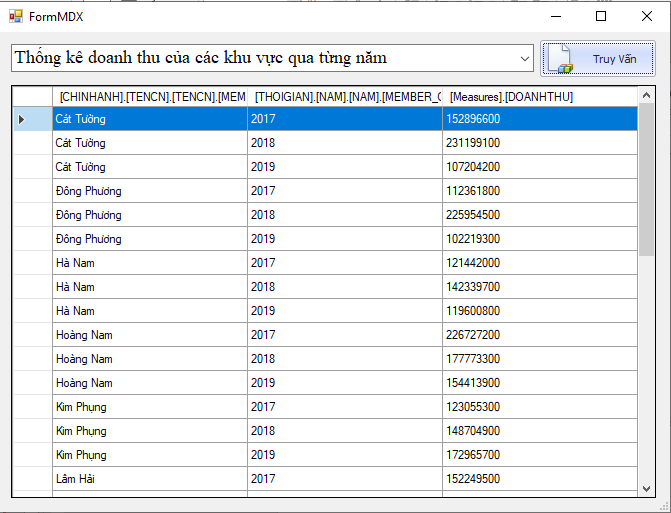 FormMDX
Thống kê doanh thu của các khu vực qua từng năm
Truy Vấn
[CHINHANH].[TENCN].[TENCN].[MEM [THOIGIAN].[NAM].[NAM].[MEMBER_C [Measures].[DOANHTHU]
Cát Tường 2017 152896600
Cát Tường 2018 231199100
Cát Tường 2019 107204200
Đông Phương 2017 112361800
Đông Phương 2018 225954500
Đông Phương 2019 102219300
Hà Nam 2017 121442000
Hà Nam 2018 142339700
Hà Nam 2019 119600800
Hoàng Nam 2017 226727200
Hoàng Nam 2018 177773300
Hoàng Nam 2019 154413900
Kim Phụng 2017 123055300
Kim Phụng 2018 148704900
Kim Phụng 2019 172965700
Lâm Hải 2017 152249500